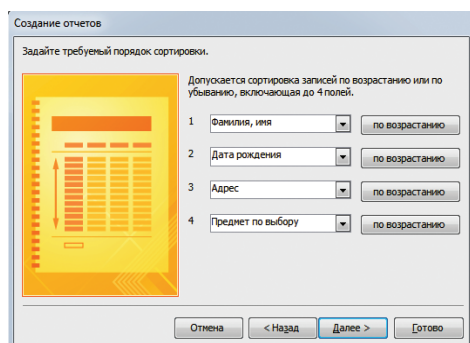 Создание отчетов
Задайте требуемый порядок сортировки.
Допускается сортировка записей по возрастанию или по
убыванию, включающая до 4 полей.
1 Фамилия, имя по возрастанию
2 Дата рождения по возрастанию
3 Адрес по возрастанию
4 Предмет по выбору по возрастанию
Отмена < Назад Далее > Готово